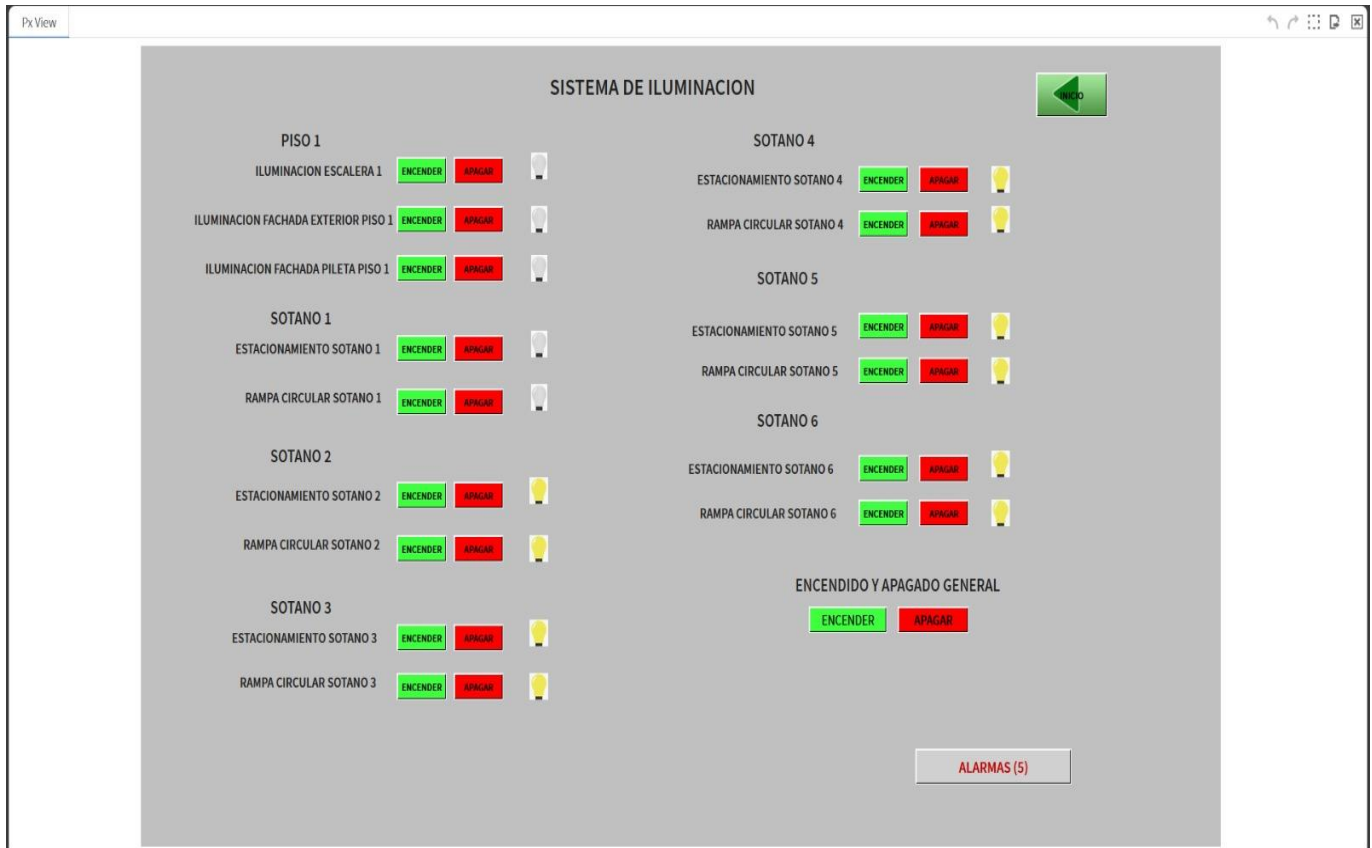 Px View
SISTEMA DE ILUMINACION
INICIO
PISO 1
ILUMINACION ESCALERA 1 ENCENDER APAGAR
ILUMINACION FACHADA EXTERIOR PISO 1 ENCENDER APAGAR
ILUMINACION FACHADA PILETA PISO 1 ENCENDER APAGAR
SOTANO 1
ESTACIONAMIENTO SOTANO 1 ENCENDER APAGAR
RAMPA CIRCULAR SOTANO 1 ENCENDER APAGAR
SOTANO 2
ESTACIONAMIENTO SOTANO 2 ENCENDER APAGAR
RAMPA CIRCULAR SOTANO 2 ENCENDER APAGAR
SOTANO 3
ESTACIONAMIENTO SOTANO 3 ENCENDER APAGAR
RAMPA CIRCULAR SOTANO 3 ENCENDER APAGAR
SOTANO 4
ESTACIONAMIENTO SOTANO 4 ENCENDER APAGAR
RAMPA CIRCULAR SOTANO 4 ENCENDER APAGAR
SOTANO 5
ESTACIONAMIENTO SOTANO 5 ENCENDER APAGAR
RAMPA CIRCULAR SOTANO 5 ENCENDER APAGAR
SOTANO 6
ESTACIONAMIENTO SOTANO 6 ENCENDER APAGAR
RAMPA CIRCULAR SOTANO 6 ENCENDER APAGAR
ENCENDIDO Y APAGADO GENERAL
ENCENDER APAGAR
ALARMAS (5)